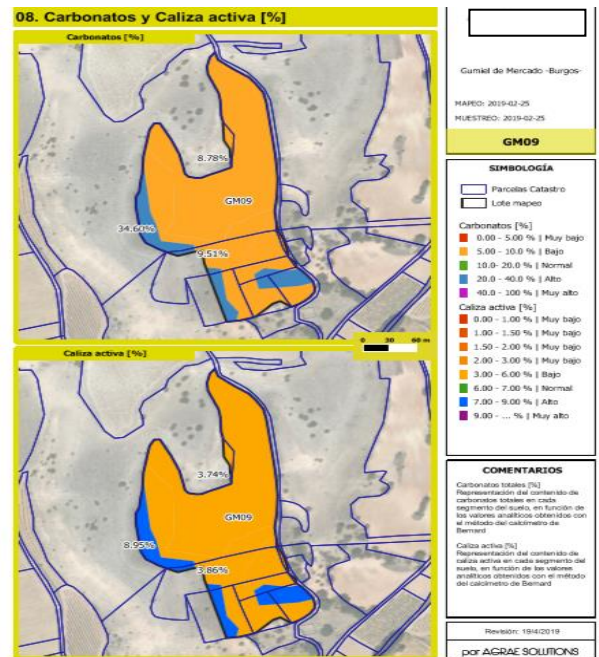 08. Carbonatos y Caliza activa [%]
Carbonatos [%]
8.78%
GM09
34.60%
9.51%
0 30 60 m
Caliza activa [%]
3.74%
GM09
8.95%
3.86%
Gumiel de Mercado -Burgos-
MAPEO: 2019-02-25
MUESTREO: 2019-02-25
GM09
SIMBOLOGÍA
Parcelas Catastro
Lote mapeo
Carbonatos [%]
0.00 - 5.00 % | Muy bajo
5.00 - 10.0 % | Bajo
10.0- 20.0 % | Normal
20.0 - 40.0 % | Alto
40.0 - 100 % | Muy alto
Caliza activa [%]
0.00 - 1.00 % | Muy bajo
1.00 - 1.50 % | Muy bajo
1.50 - 2.00 % | Muy bajo
2.00 - 3.00 % | Muy bajo
3.00 - 6.00 % | Bajo
6.00 - 7.00 % | Normal
7.00 - 9.00 % | Alto
9.00 - ... % | Muy alto
COMENTARIOS
Carbonatos totales [%]
Representación del contenido de
carbonatos totales en cada
segmento del suelo, en función de
los valores analíticos obtenidos con
el método del calcímetro de
Bernard
Caliza activa [%]
Representación del contenido de
caliza activa en cada segmento del
suelo, en función de los valores
analíticos obtenidos con el método
del calcímetro de Bernard
Revisión: 19/4/2019
por AGRAE SOLUTIONS